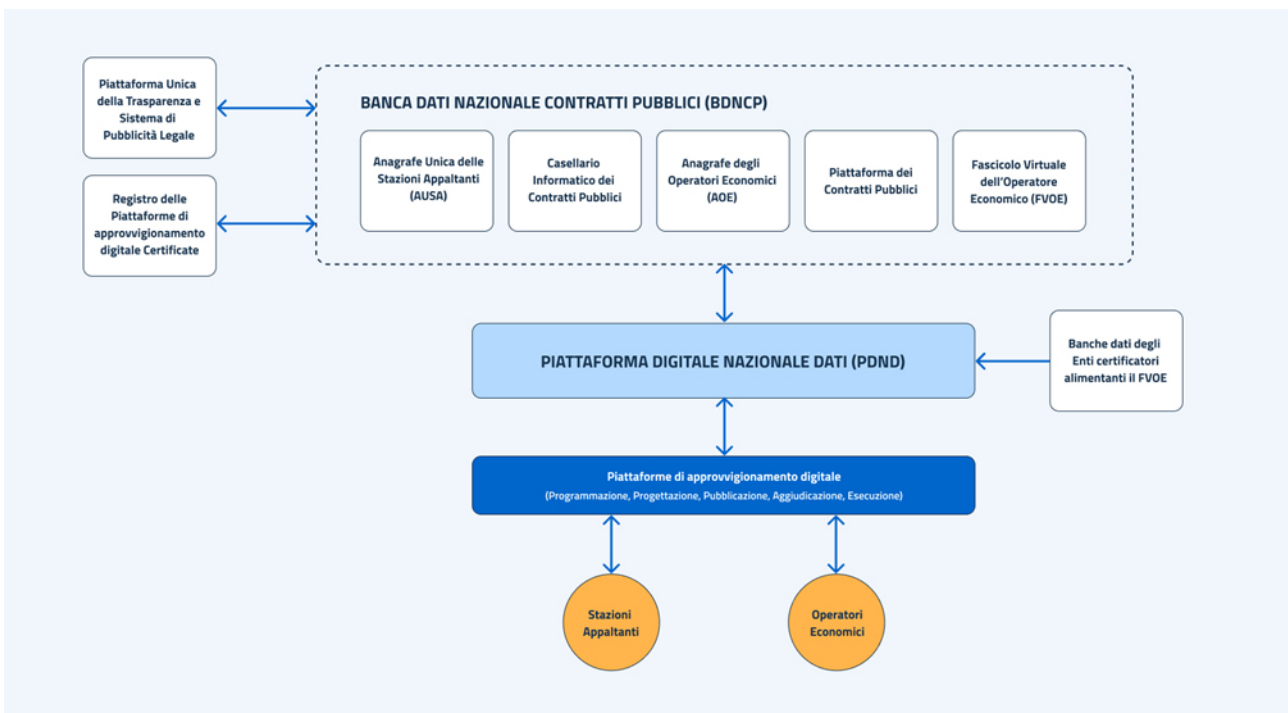 Piattaforma Unica
della Trasparenza e
Sistema di
Pubblicità Legale
Registro delle
Piattaforme di
approvvigionamento
digitale Certificate
BANCA DATI NAZIONALE CONTRATTI PUBBLICI (BDNCP)
Anagrafe Unica delle
Stazioni Appaltanti
(AUSA)
Casellario
Informatico dei
Contratti Pubblici
Anagrafe degli
Operatori Economici
(AOE)
Piattaforma dei
Contratti Pubblici
Fascicolo Virtuale
dell'Operatore
Economico (FVOE)
PIATTAFORMA DIGITALE NAZIONALE DATI (PDND)
Banche dati degli
Enti certificatori
alimentanti il FVOE
Piattaforme di approvvigionamento digitale
(Programmazione, Progettazione, Pubblicazione, Aggiudicazione, Esecuzione)
Stazioni
Appaltanti
Operatori
Economici